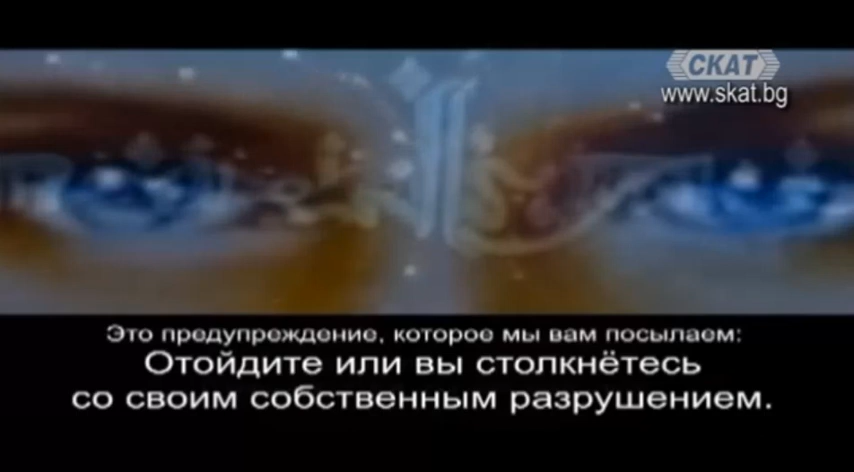 СКАТ
www.skat.bg
Это предупреждение, которое мы вам посылаем:
Отойдите или вы столкнётесь
со своим собственным разрушением.